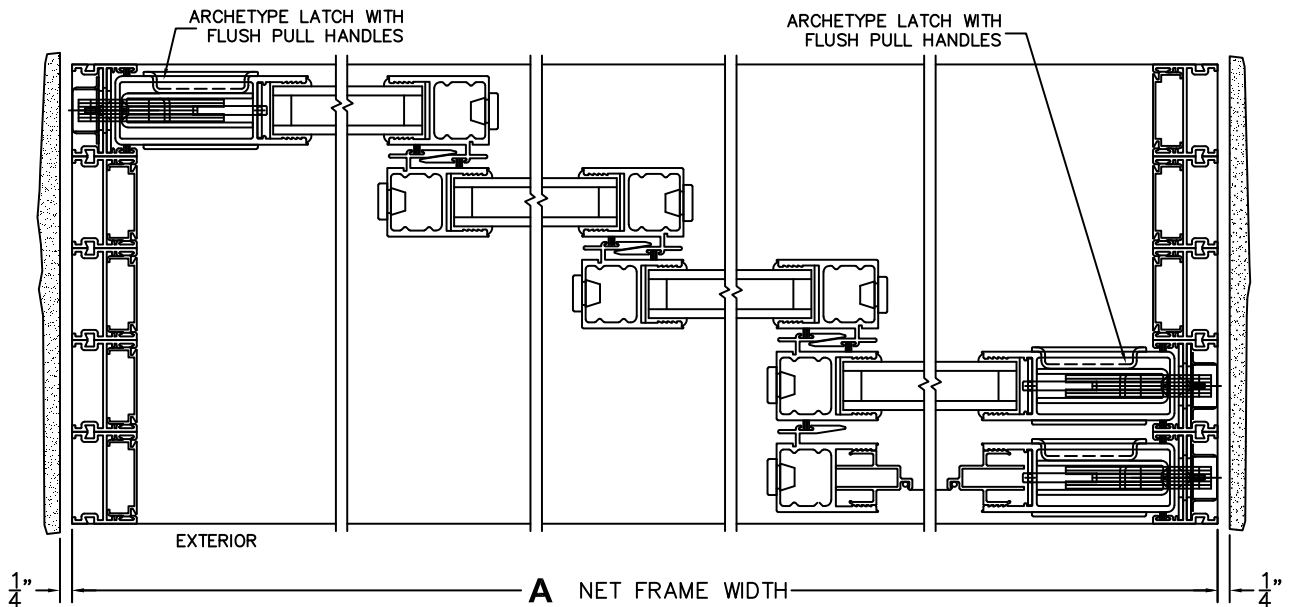 ARCHETYPE LATCH WITH
FLUSH PULL HANDLES
ARCHETYPE LATCH WITH
FLUSH PULL HANDLES
EXTERIOR
1/4" A NET FRAME WIDTH 1/4"